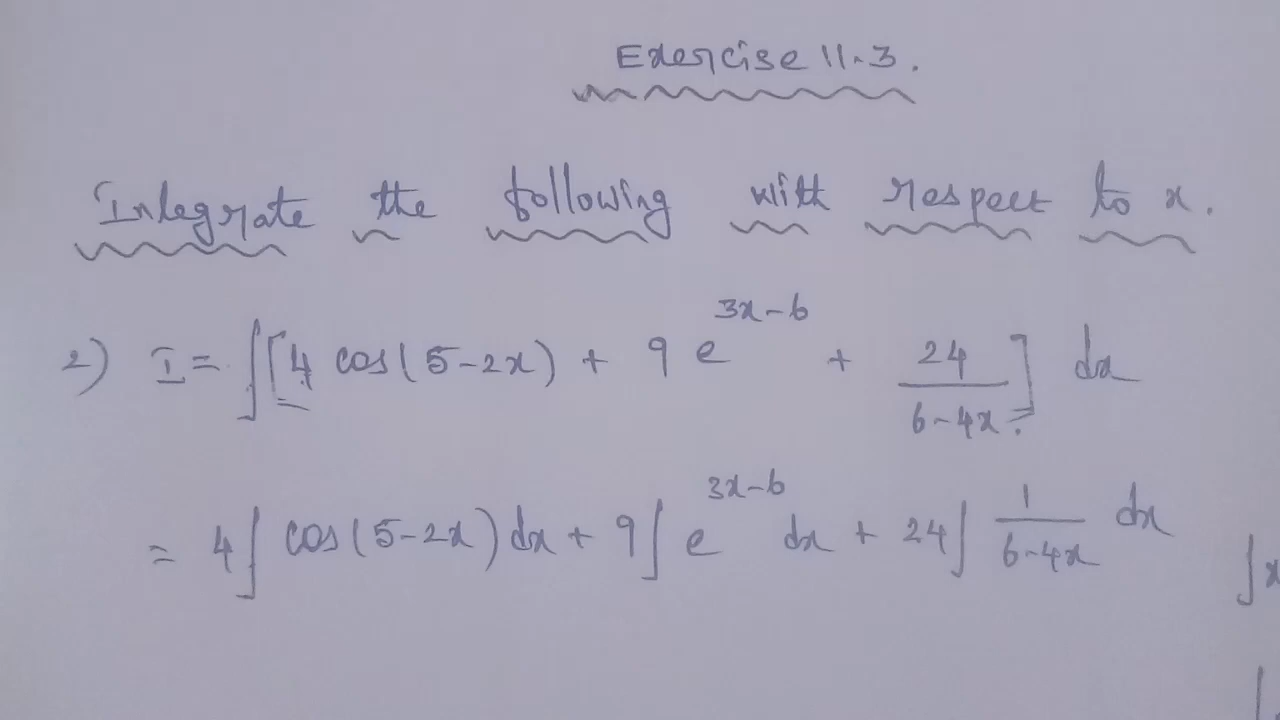 Exercise 11.3.
Integrate the following with respect to x.
2) I = ∫[4 cos(5-2x) + 9 e^{3x-6} + 24/(6-4x)] dx
= 4∫ cos(5-2x) dx + 9∫ e^{3x-6} dx + 24∫ 1/(6-4x) dx
∫x